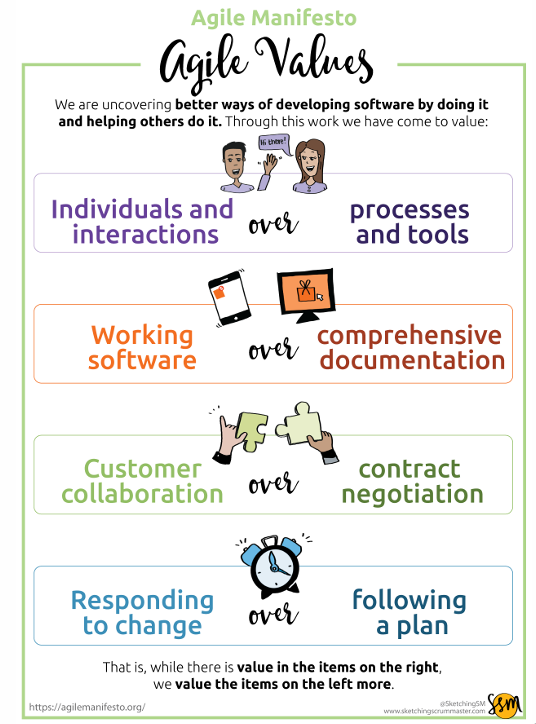 Agile Manifesto
Agile Values
We are uncovering better ways of developing software by doing it
and helping others do it. Through this work we have come to value:
Hi there!
Individuals and
interactions
over
processes
and tools
Working
software
over
comprehensive
documentation
Customer
collaboration
over
contract
negotiation
Responding
to change
over
following
a plan
That is, while there is value in the items on the right,
we value the items on the left more.
https://agilemanifesto.org/
@SketchingSM
www.sketchingscrummaster.com
SSM